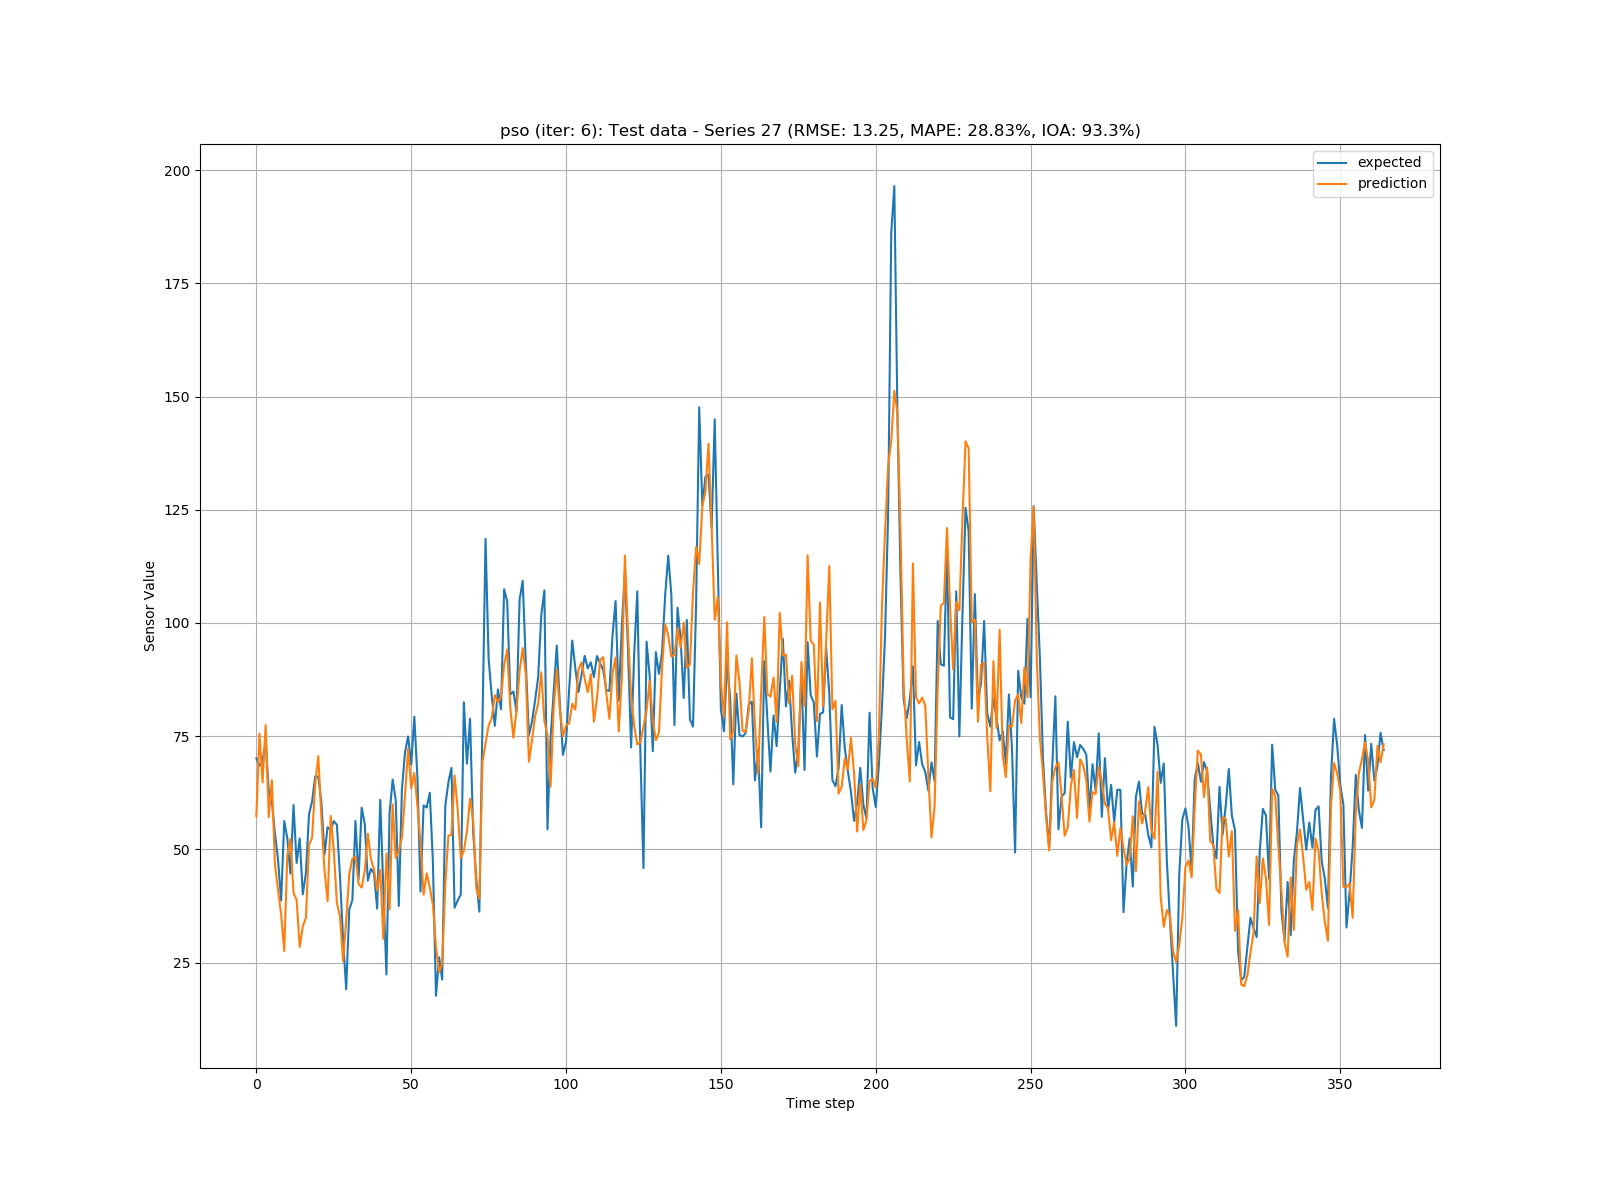 pso (iter: 6): Test data - Series 27 (RMSE: 13.25, MAPE: 28.83%, IOA: 93.3%)
expected
prediction
200
175
150
125
100
75
50
25
Sensor Value
0 50 100 150 200 250 300 350
Time step